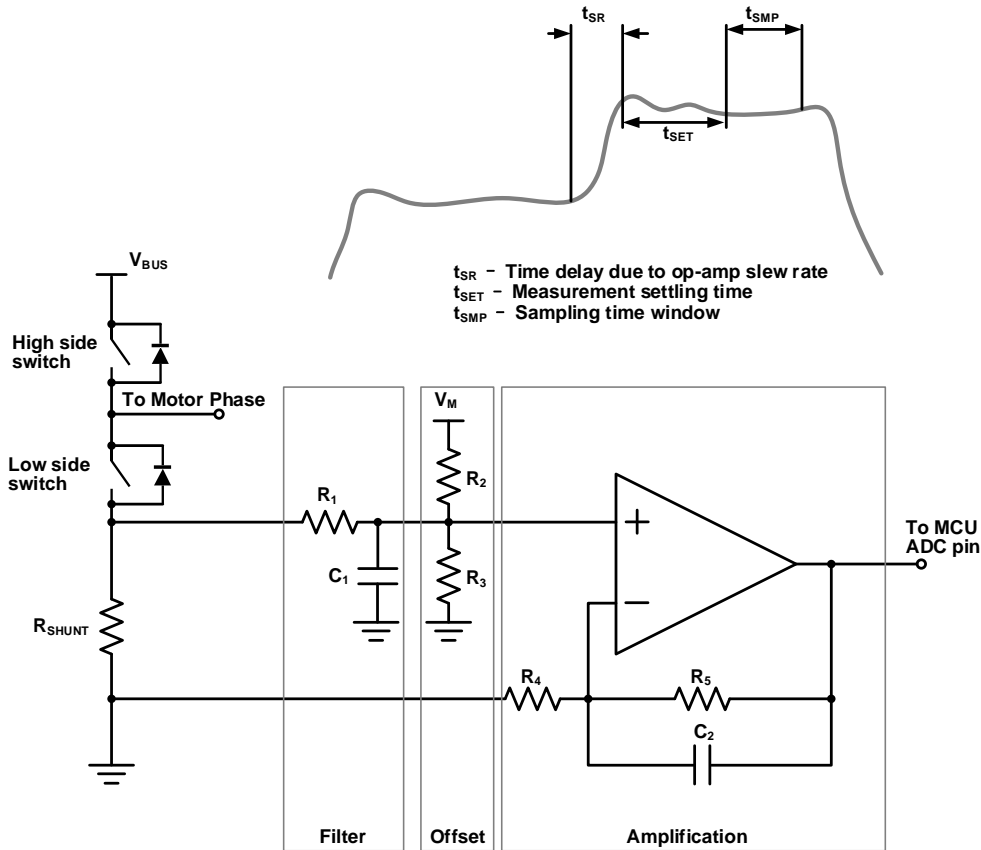 tSR
tSMP
tSET
tSR – Time delay due to op-amp slew rate
tSET – Measurement settling time
tSMP – Sampling time window
VBUS
High side
switch
To Motor Phase
Low side
switch
VM
R1
R2
C1
R3
+
−
To MCU
ADC pin
RSHUNT
R4
R5
C2
Filter
Offset
Amplification